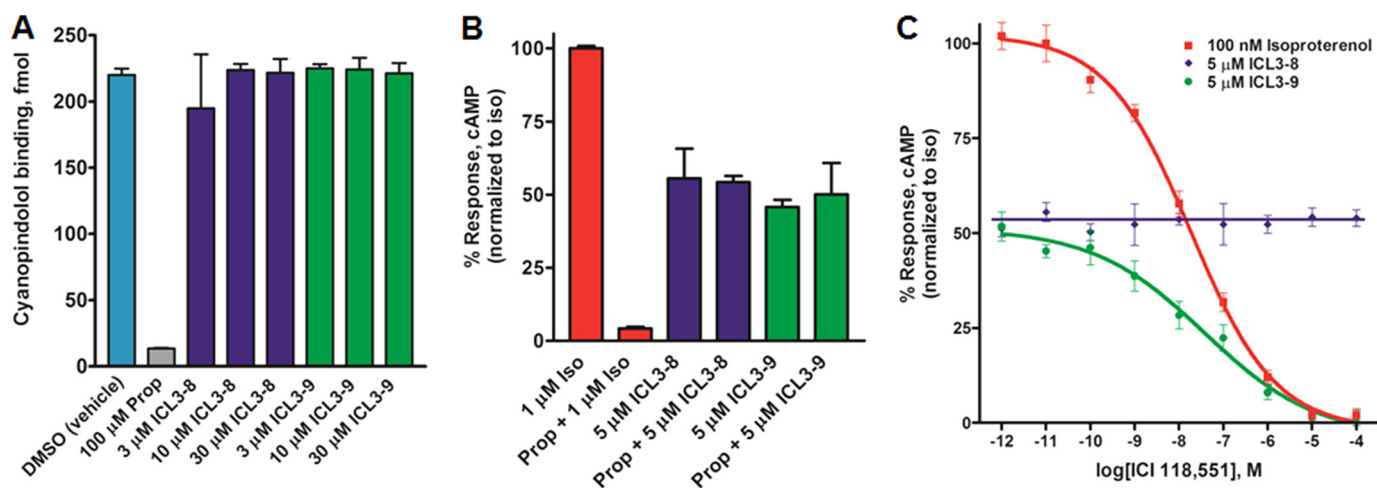 A
Cyanopindolol binding, fmol
250
200
150
100
50
0
DMSO (vehicle)
100 μM Prop
3 μM ICL3-8
10 μM ICL3-8
30 μM ICL3-8
3 μM ICL3-9
10 μM ICL3-9
30 μM ICL3-9
B
% Response, cAMP
(normalized to iso)
100
75
50
25
0
1 μM Iso
Prop + 1 μM Iso
5 μM ICL3-8
Prop + 5 μM ICL3-8
5 μM ICL3-9
Prop + 5 μM ICL3-9
C
% Response, cAMP
(normalized to iso)
100
75
50
25
0
100 nM Isoproterenol
5 μM ICL3-8
5 μM ICL3-9
-12 -11 -10 -9 -8 -7 -6 -5 -4
log[ICI 118,551], M